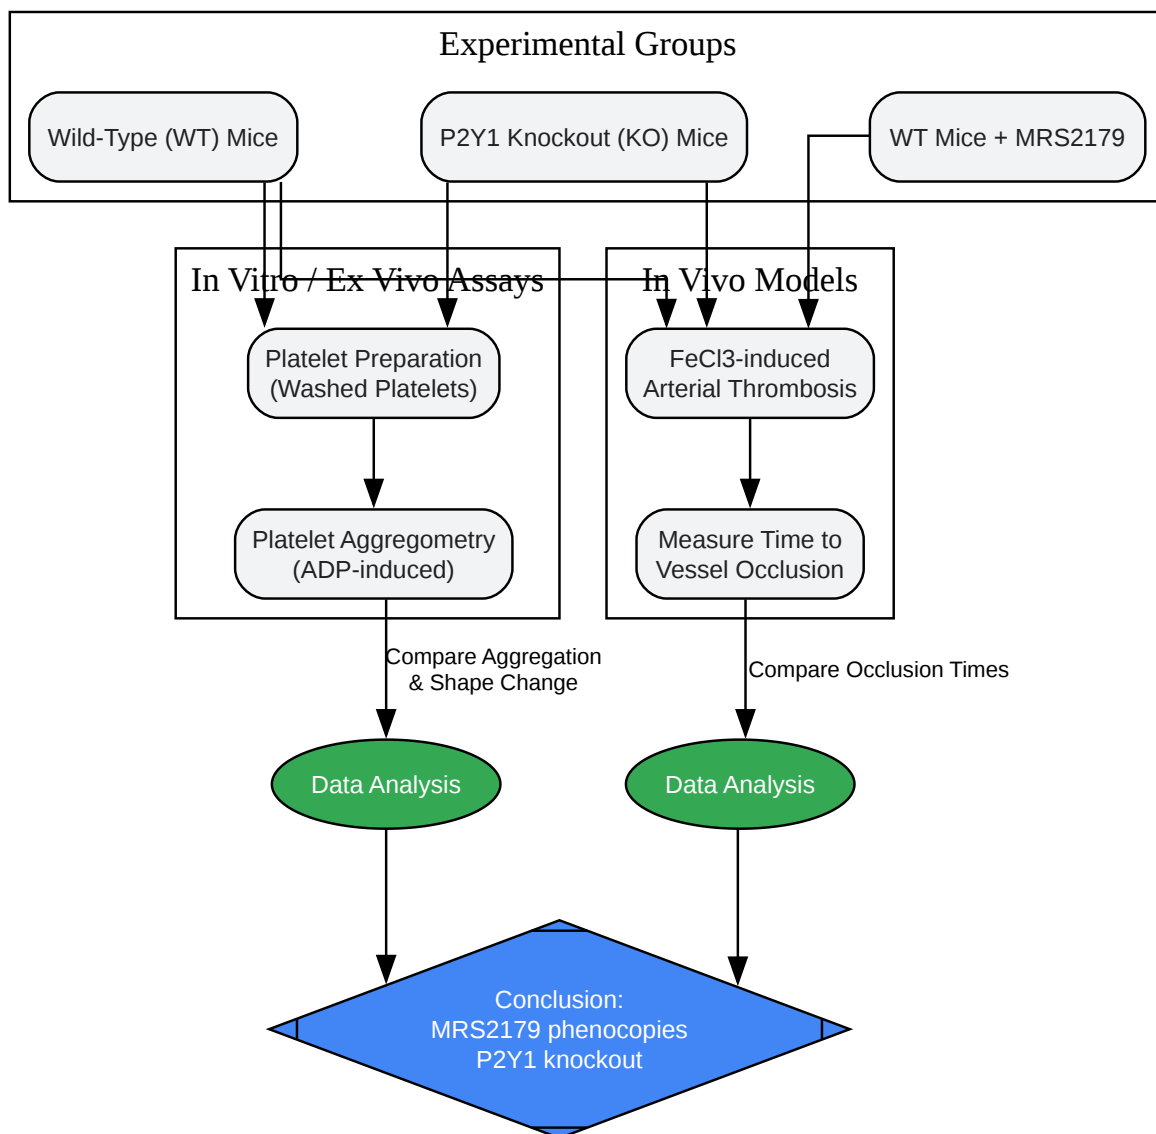 Experimental Groups
Wild-Type (WT) Mice
P2Y1 Knockout (KO) Mice
WT Mice + MRS2179
In Vitro / Ex Vivo Assays
In Vivo Models
Platelet Preparation
(Washed Platelets)
FeCl3-induced
Arterial Thrombosis
Platelet Aggregometry
(ADP-induced)
Measure Time to
Vessel Occlusion
Compare Aggregation
& Shape Change
Compare Occlusion Times
Data Analysis
Data Analysis
Conclusion:
MRS2179 phenocopies
P2Y1 knockout